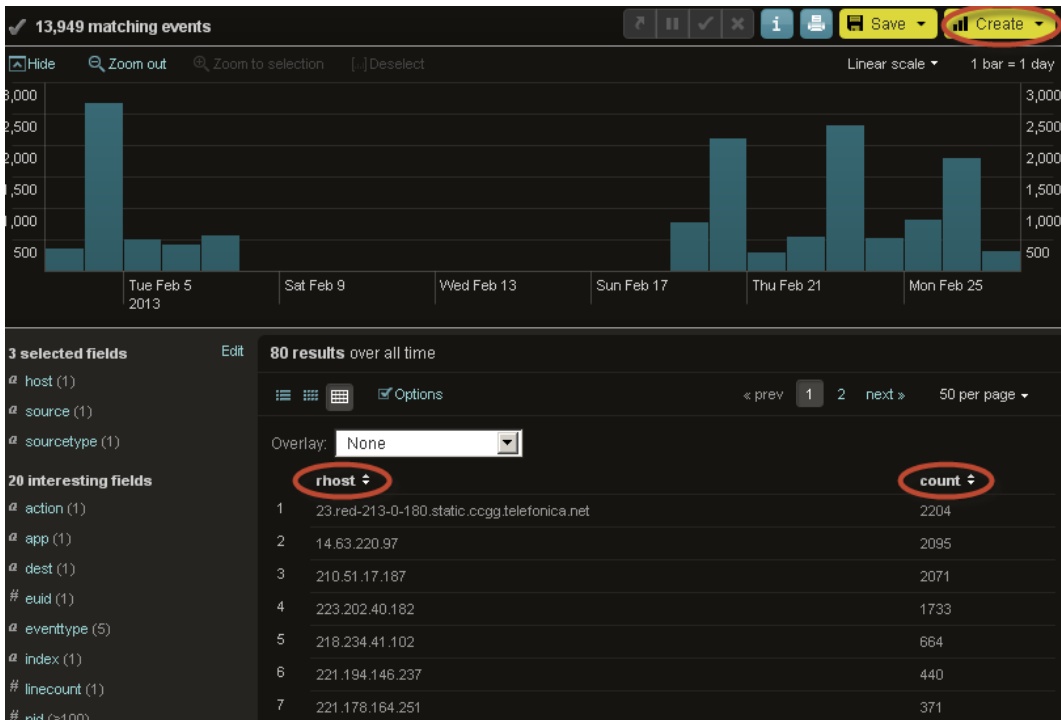 13,949 matching events
Save
Create
Hide
Zoom out
Zoom to selection
[..] Deselect
Linear scale
1 bar = 1 day
3,000
3,000
2,500
2,500
2,000
2,000
1,500
1,500
1,000
1,000
500
500
Tue Feb 5
2013
Sat Feb 9
Wed Feb 13
Sun Feb 17
Thu Feb 21
Mon Feb 25
3 selected fields
Edit
a host (1)
a source (1)
a sourcetype (1)
20 interesting fields
a action (1)
a app (1)
a dest (1)
# euid (1)
a eventtype (5)
a index (1)
# linecount (1)
# pid (≥100)
80 results over all time
Options
« prev 1 2 next »
50 per page
Overlay: None
rhost count
1 23.red-213-0-180.static.ccgg.telefonica.net 2204
2 14.63.220.97 2095
3 210.51.17.187 2071
4 223.202.40.182 1733
5 218.234.41.102 664
6 221.194.146.237 440
7 221.178.164.251 371